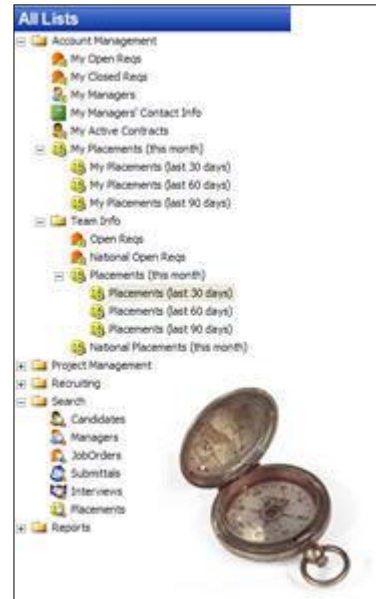 All Lists
Account Management
My Open Reqs
My Closed Reqs
My Managers
My Managers' Contact Info
My Active Contracts
My Placements (this month)
My Placements (last 30 days)
My Placements (last 60 days)
My Placements (last 90 days)
Team Info
Open Reqs
National Open Reqs
Placements (this month)
Placements (last 30 days)
Placements (last 60 days)
Placements (last 90 days)
National Placements (this month)
Project Management
Recruiting
Search
Candidates
Managers
JobOrders
Submittals
Interviews
Placements
Reports